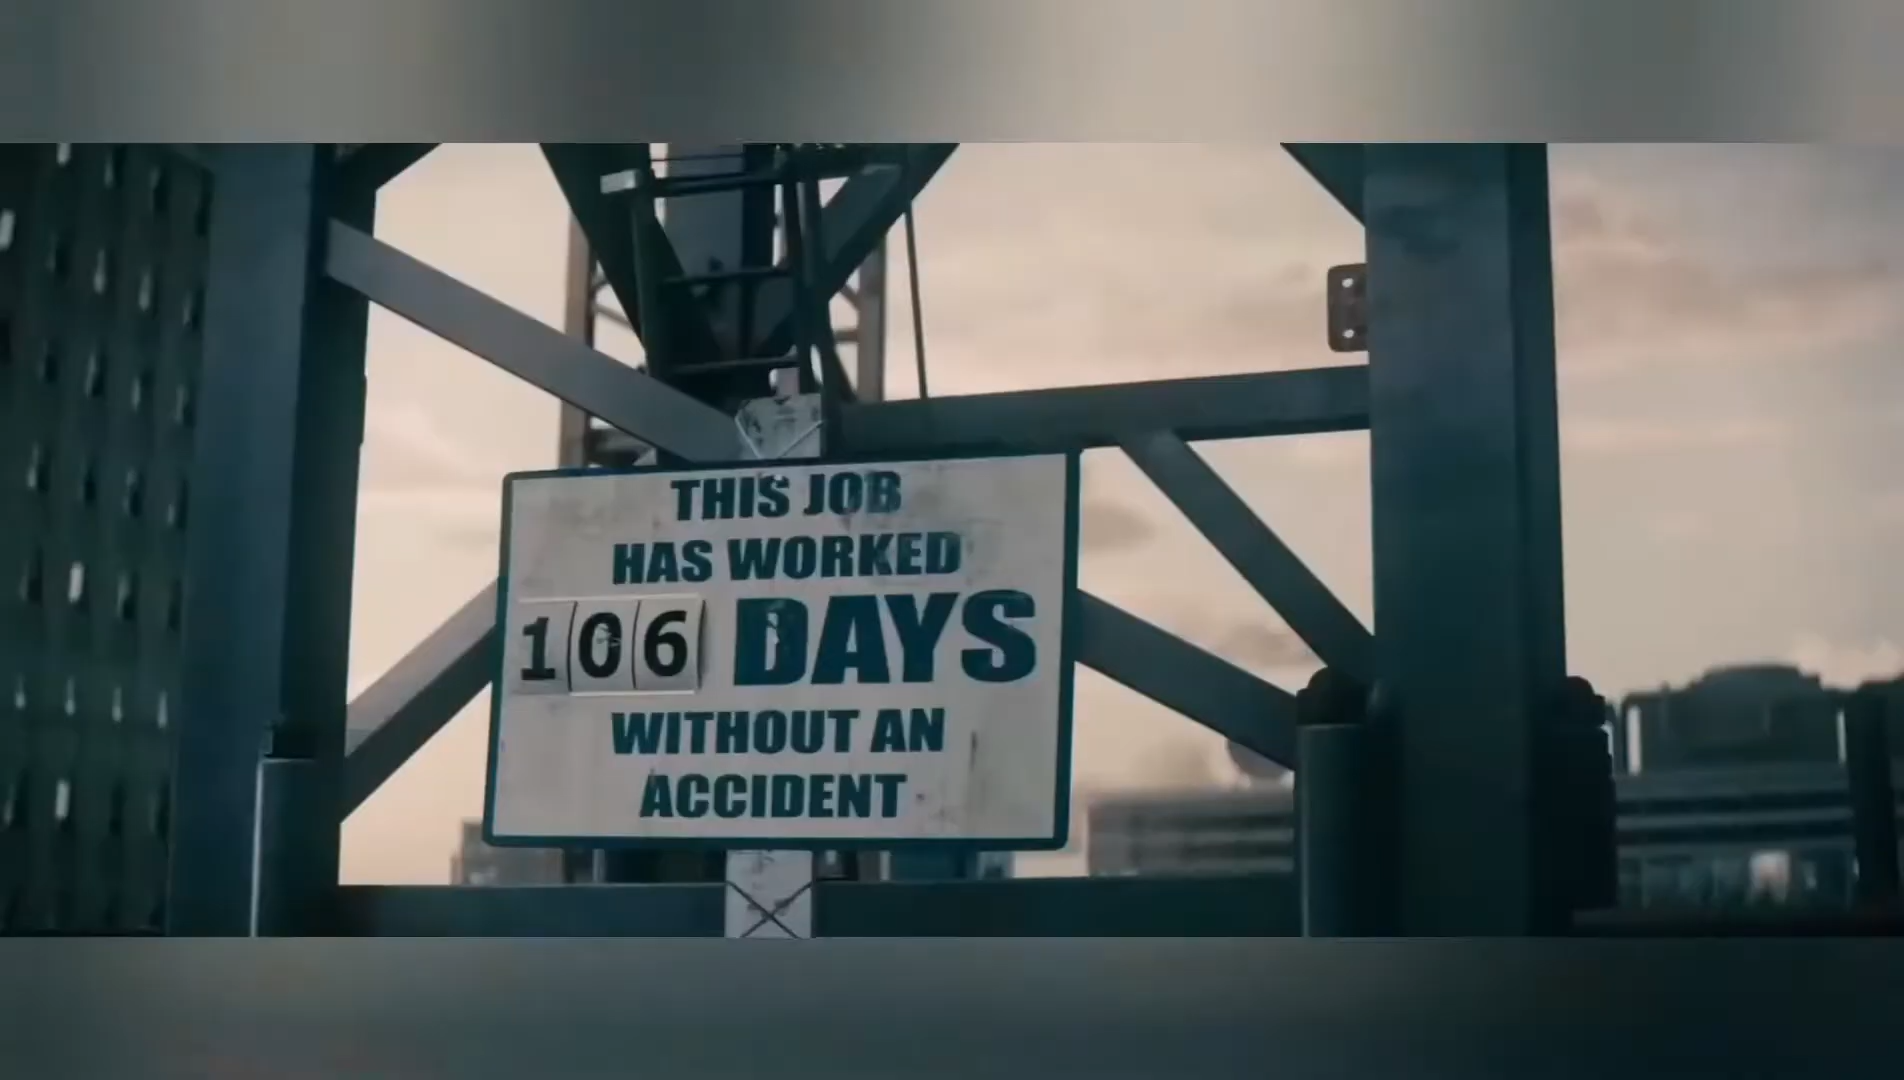 THIS JOB
HAS WORKED
106 DAYS
WITHOUT AN
ACCIDENT